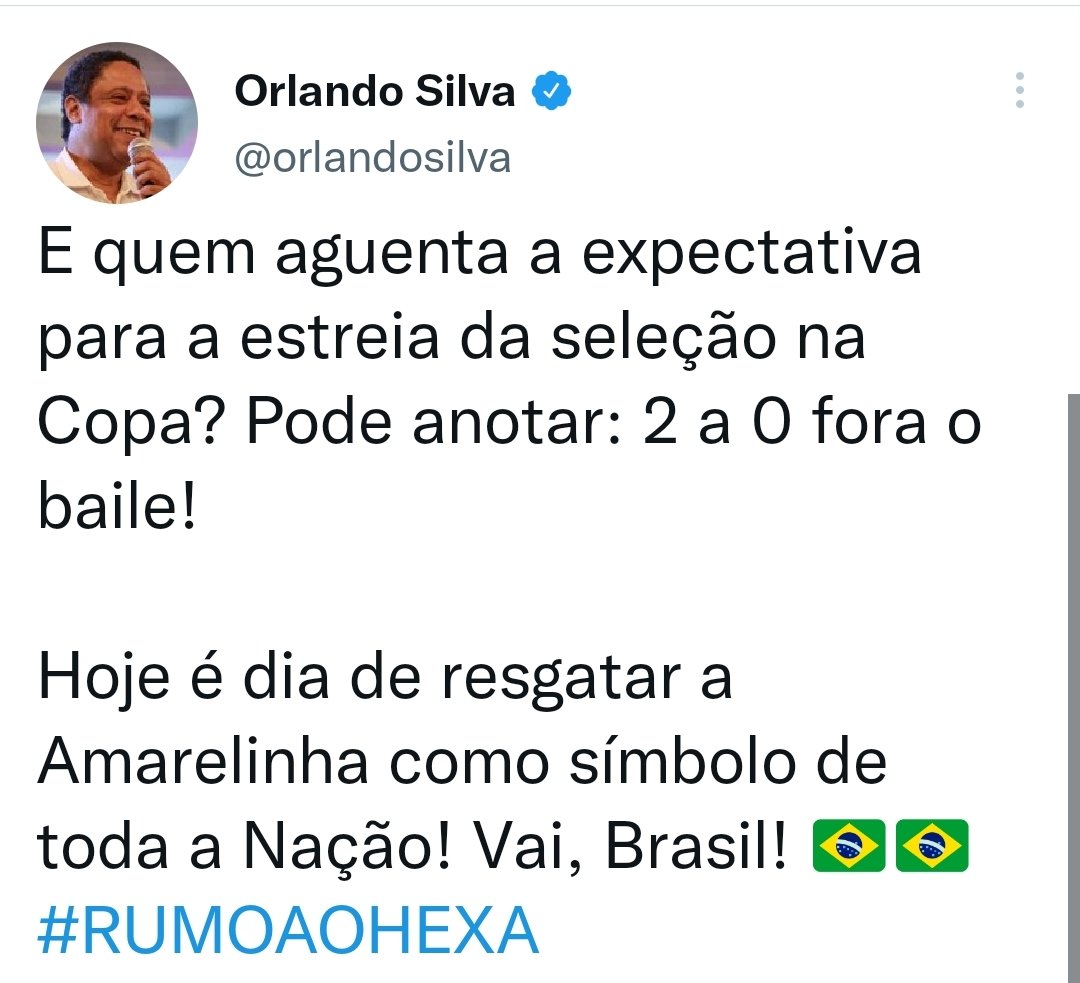 Orlando Silva
@orlandosilva
E quem aguenta a expectativa
para a estreia da seleção na
Copa? Pode anotar: 2 a 0 fora o
baile!
Hoje é dia de resgatar a
Amarelinha como símbolo de
toda a Nação! Vai, Brasil! 🇧🇷🇧🇷
#RUMOAOHEXA